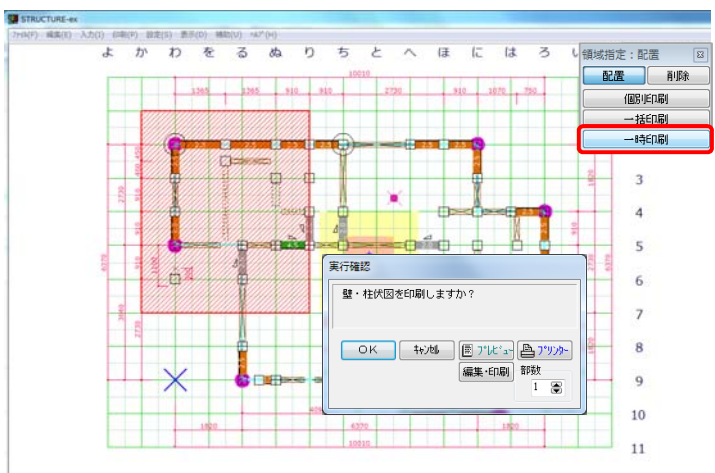 STRUCTURE-ex
ﾌｧｲﾙ(F) 編集(E) 入力(I) 印刷(P) 設定(S) 表示(D) 補助(U) ﾍﾙﾌﾟ(H)
よ か わ を る ぬ り ち と へ ほ に は ろ
領域指定：配置
配置 削除
個別印刷
一括印刷
一時印刷
10010
1365 1365 910 910 2730 910 1070 750
3
4
5
6
7
8
9
10
11
実行確認
壁・柱伏図を印刷しますか？
ＯＫ ｷｬﾝｾﾙ ﾌﾟﾚﾋﾞｭｰ ﾌﾟﾘﾝﾀｰ
編集・印刷 部数
1
1820 6370 1820
10010